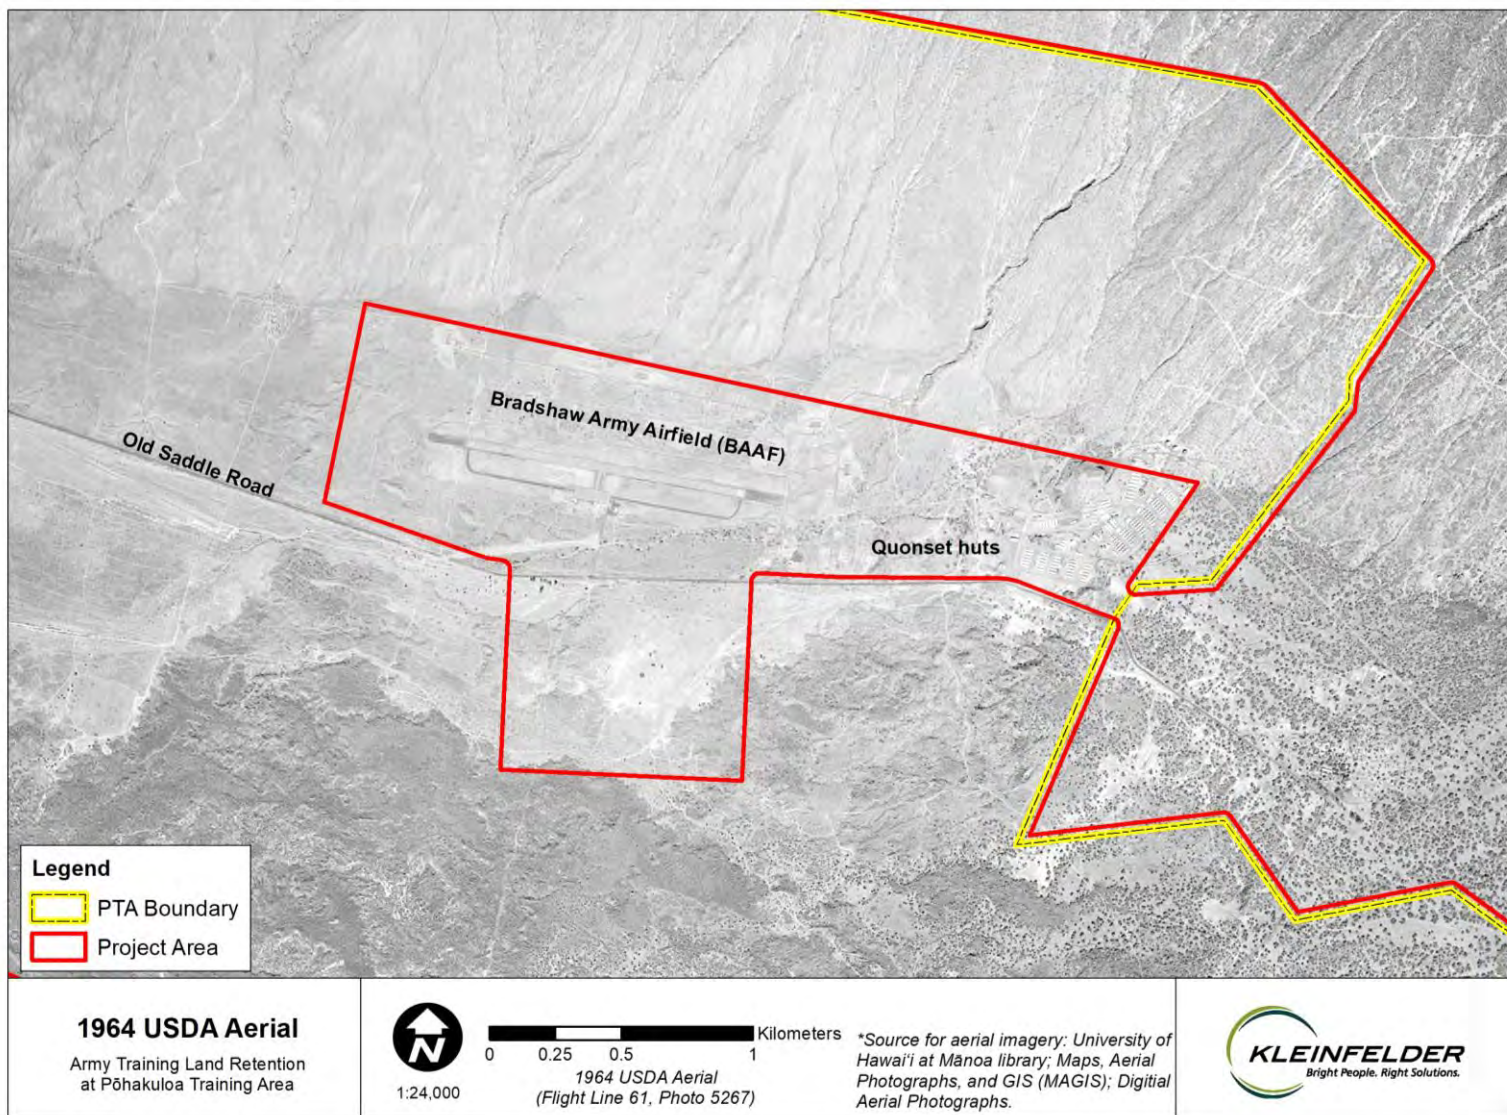 Bradshaw Army Airfield (BAAF)
Old Saddle Road
Quonset huts
Legend
PTA Boundary
Project Area
1964 USDA Aerial
Army Training Land Retention
at Pōhakuloa Training Area
N
1:24,000
Kilometers
0 0.25 0.5 1
1964 USDA Aerial
(Flight Line 61, Photo 5267)
*Source for aerial imagery: University of
Hawai‘i at Mānoa library; Maps, Aerial
Photographs, and GIS (MAGIS); Digitial
Aerial Photographs.
KLEINFELDER
Bright People. Right Solutions.